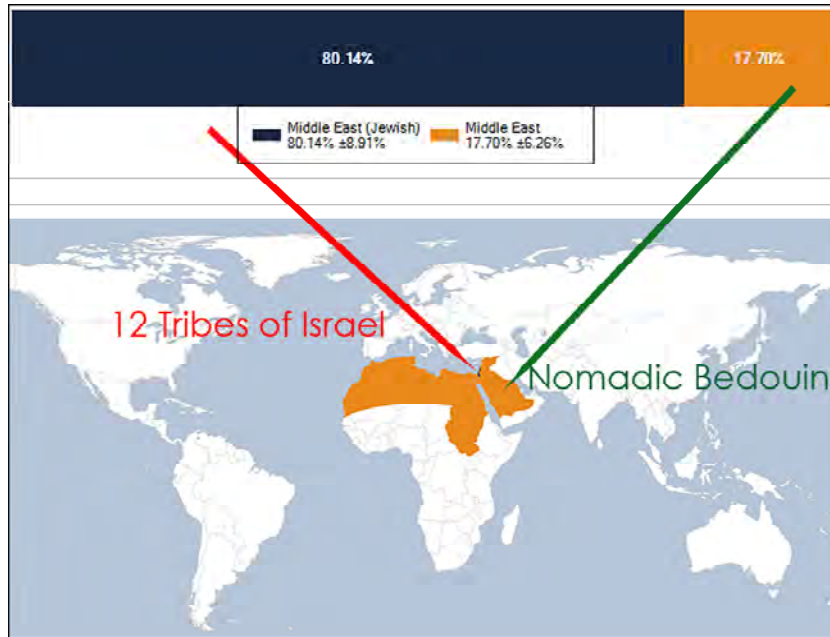 80.14% 17.70%
Middle East (Jewish) Middle East
80.14% ±8.91% 17.70% ±6.26%
12 Tribes of Israel
Nomadic Bedouin